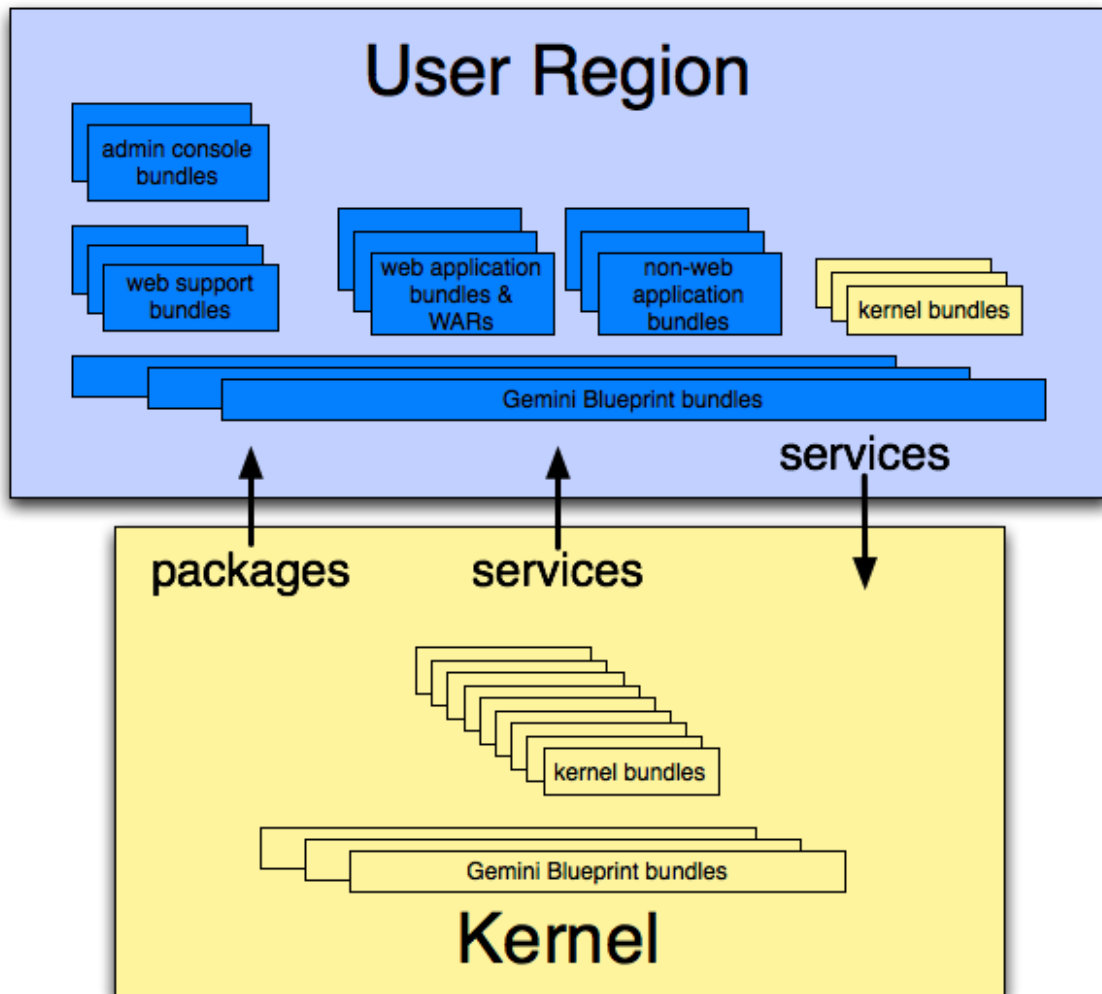 User Region
admin console
bundles
web support
bundles
web application
bundles &
WARs
non-web
application
bundles
kernel bundles
Gemini Blueprint bundles
services
packages
services
kernel bundles
Gemini Blueprint bundles
Kernel